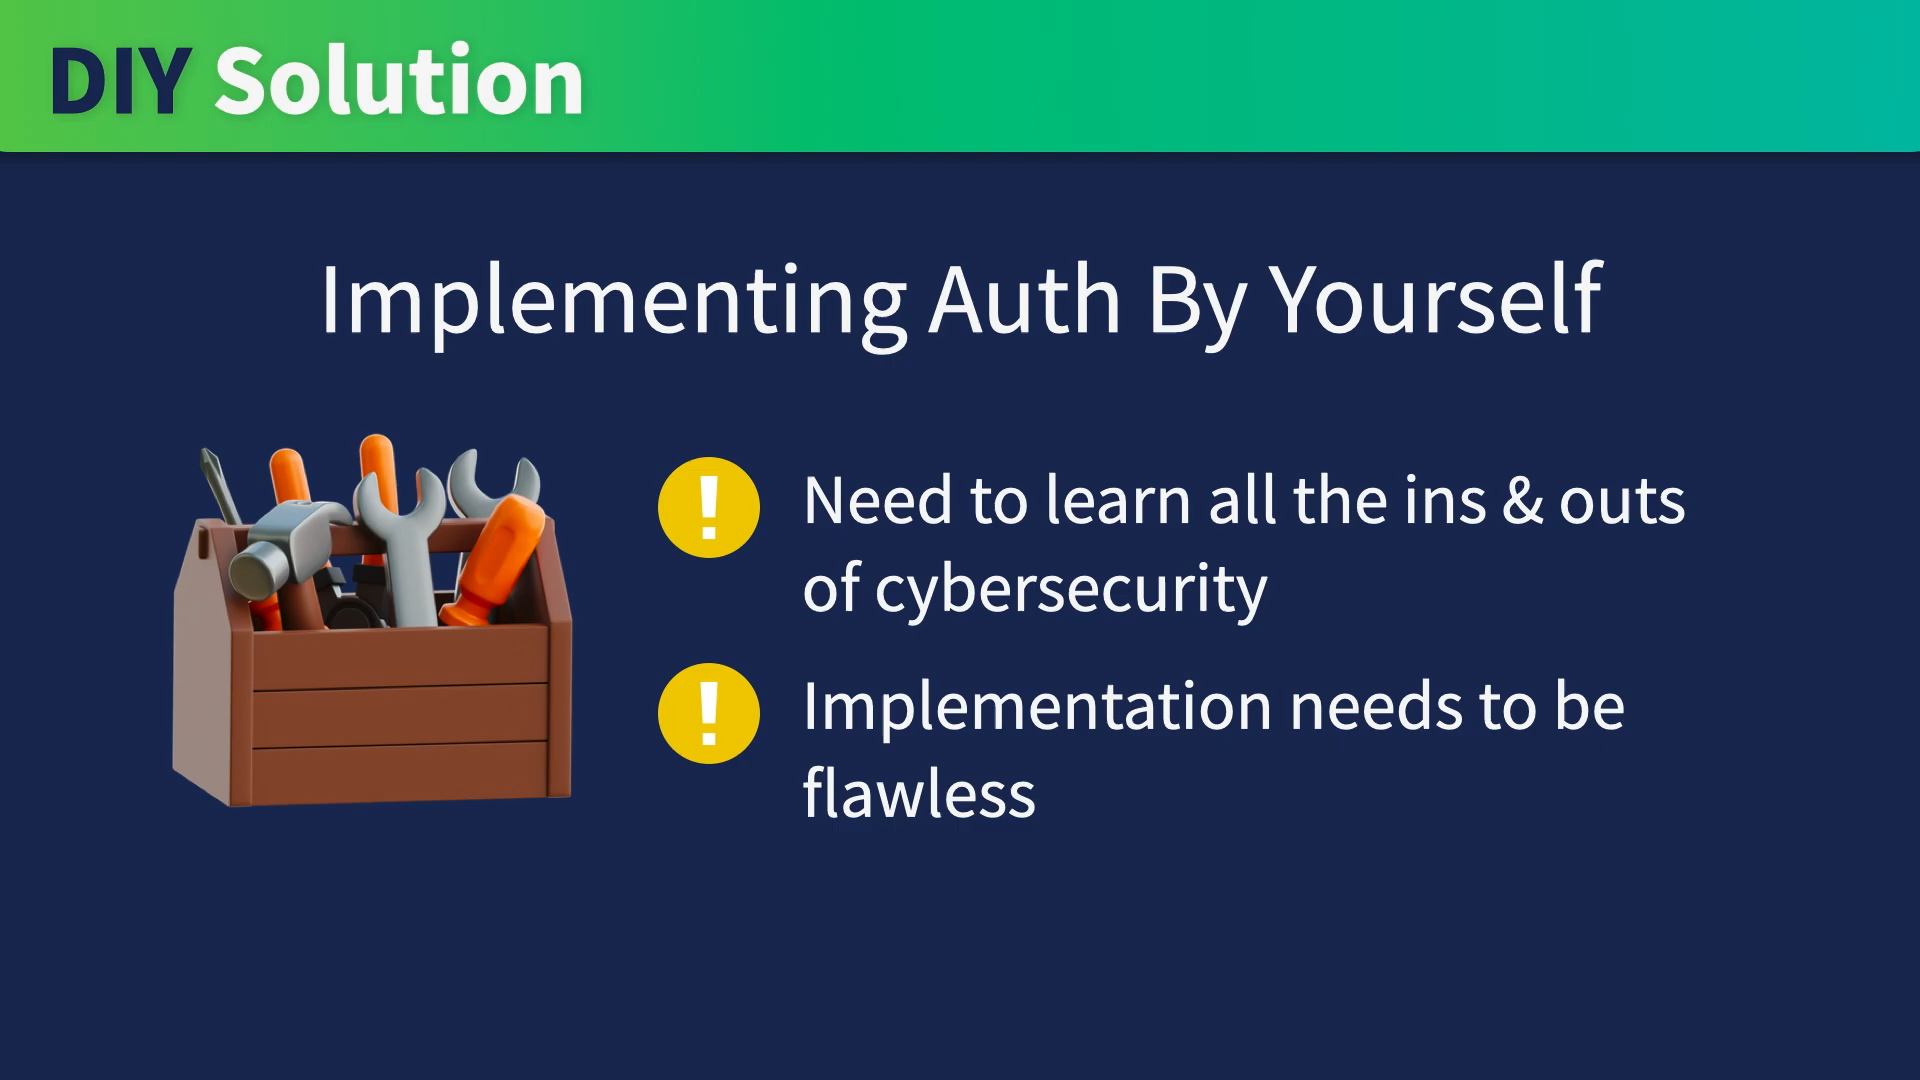 DIY Solution
Implementing Auth By Yourself
! Need to learn all the ins & outs
of cybersecurity
! Implementation needs to be
flawless